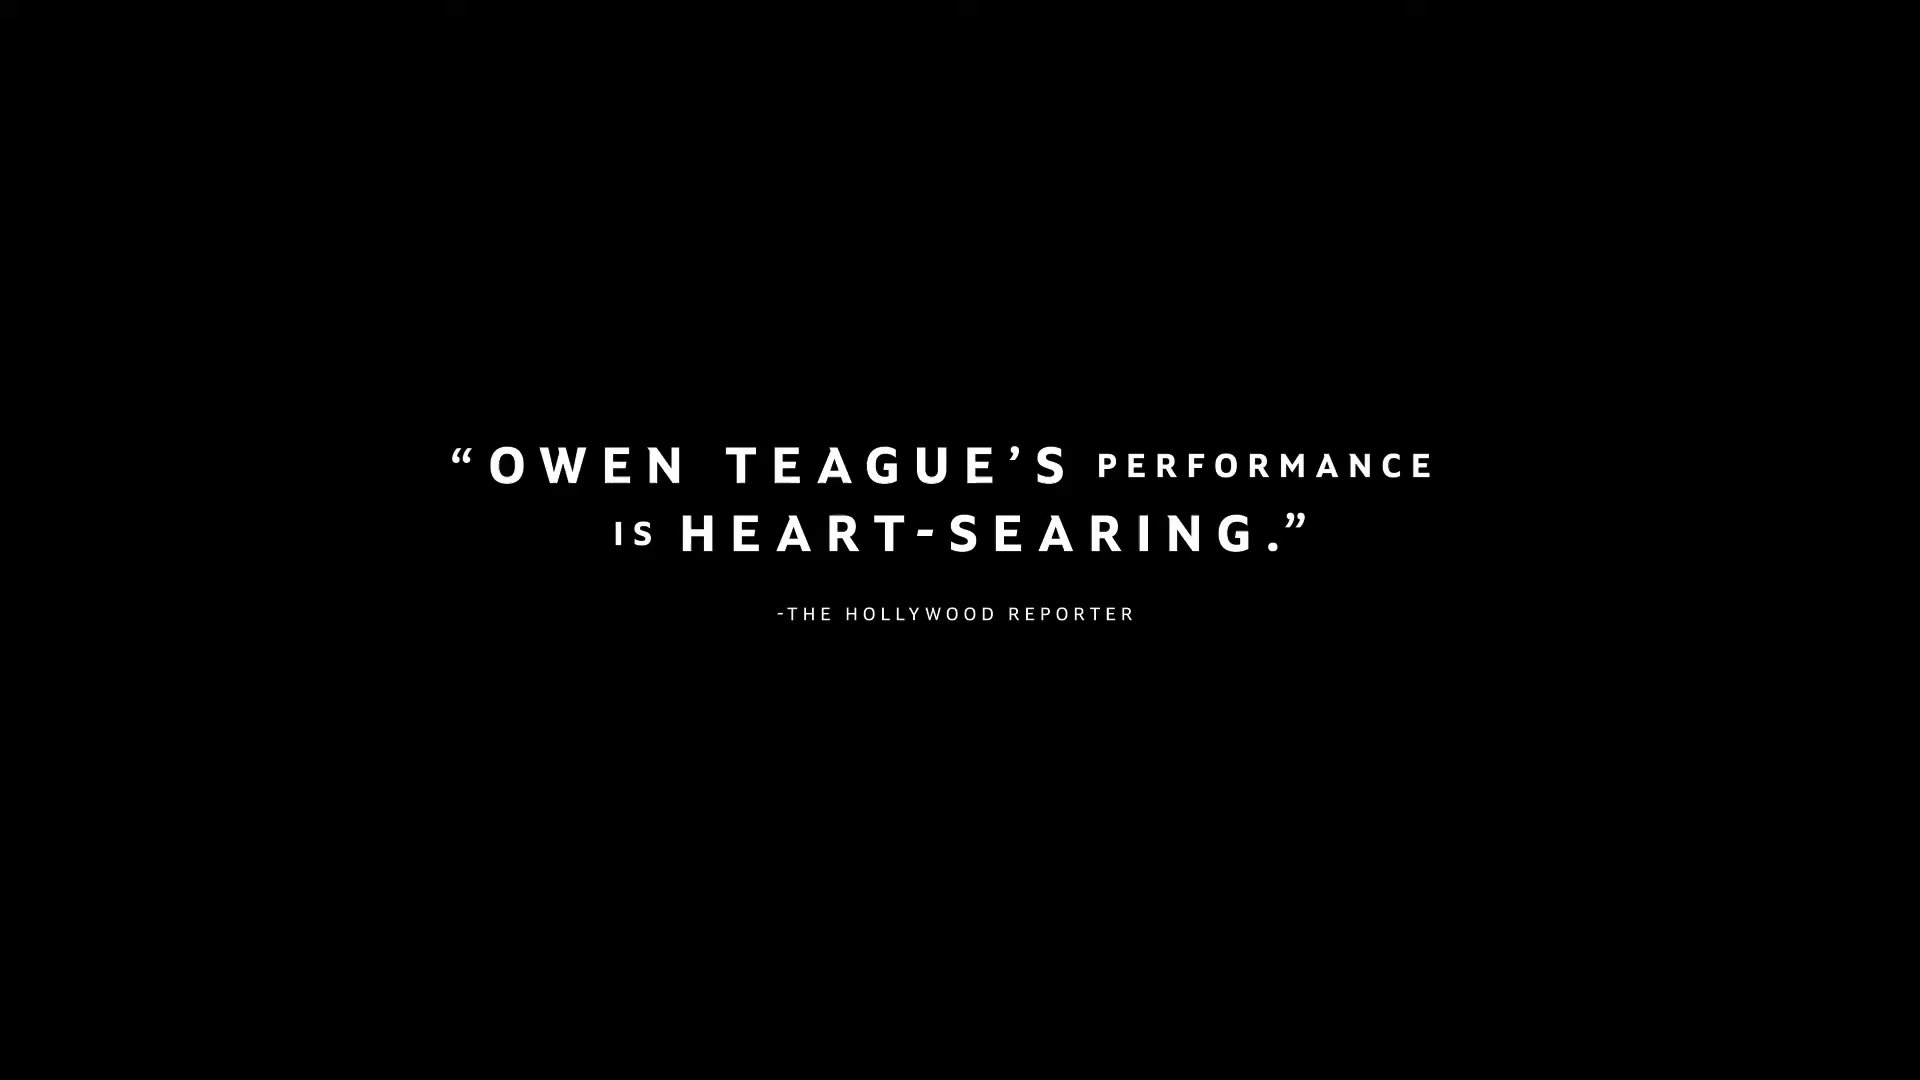 “OWEN TEAGUE’S PERFORMANCE
IS HEART-SEARING.”
-THE HOLLYWOOD REPORTER